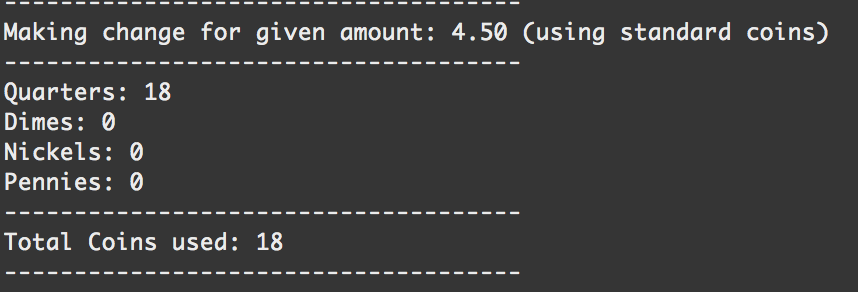 -------------------------------------
Making change for given amount: 4.50 (using standard coins)
-------------------------------------
Quarters: 18
Dimes: 0
Nickels: 0
Pennies: 0
-------------------------------------
Total Coins used: 18
-------------------------------------